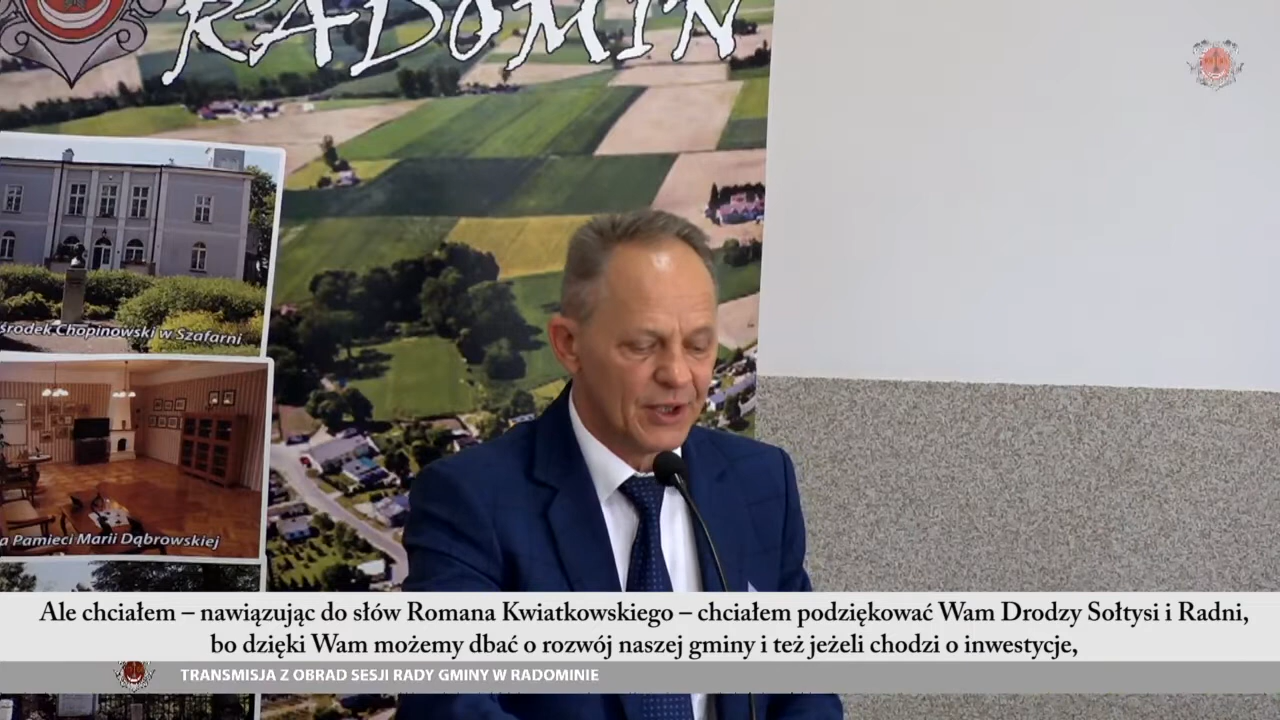 RADOMIN
środek Chopinowski w Szafarni
a Pamieci Marii Dąbrowskiej
Ale chciałem – nawiązując do słów Romana Kwiatkowskiego – chciałem podziękować Wam Drodzy Sołtysi i Radni,
bo dzięki Wam możemy dbać o rozwój naszej gminy i też jeżeli chodzi o inwestycje,
TRANSMISJA Z OBRAD SESJI RADY GMINY W RADOMINIE